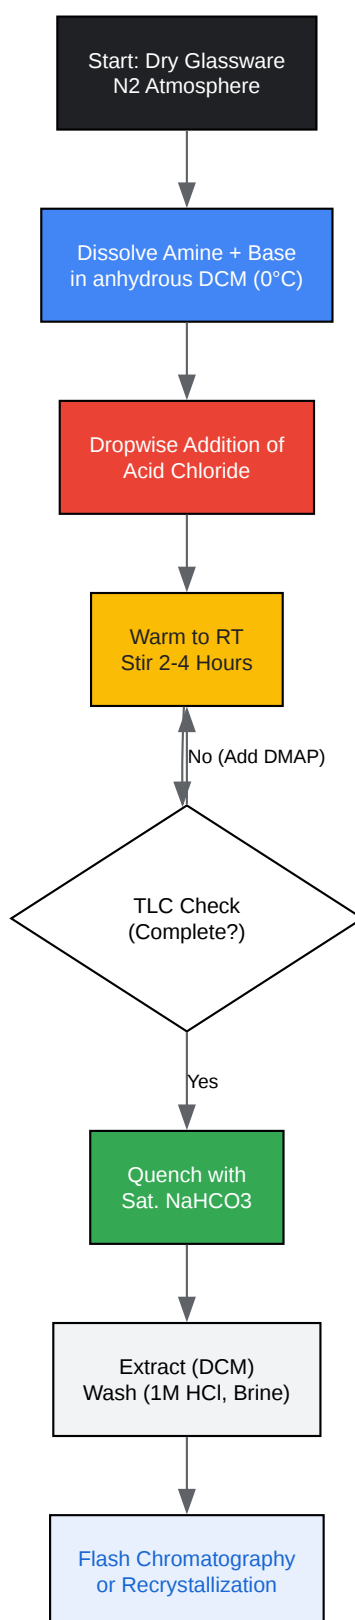 Start: Dry Glassware
N2 Atmosphere
Dissolve Amine + Base
in anhydrous DCM (0°C)
Dropwise Addition of
Acid Chloride
Warm to RT
Stir 2-4 Hours
No (Add DMAP)
TLC Check
(Complete?)
Yes
Quench with
Sat. NaHCO3
Extract (DCM)
Wash (1M HCl, Brine)
Flash Chromatography
or Recrystallization